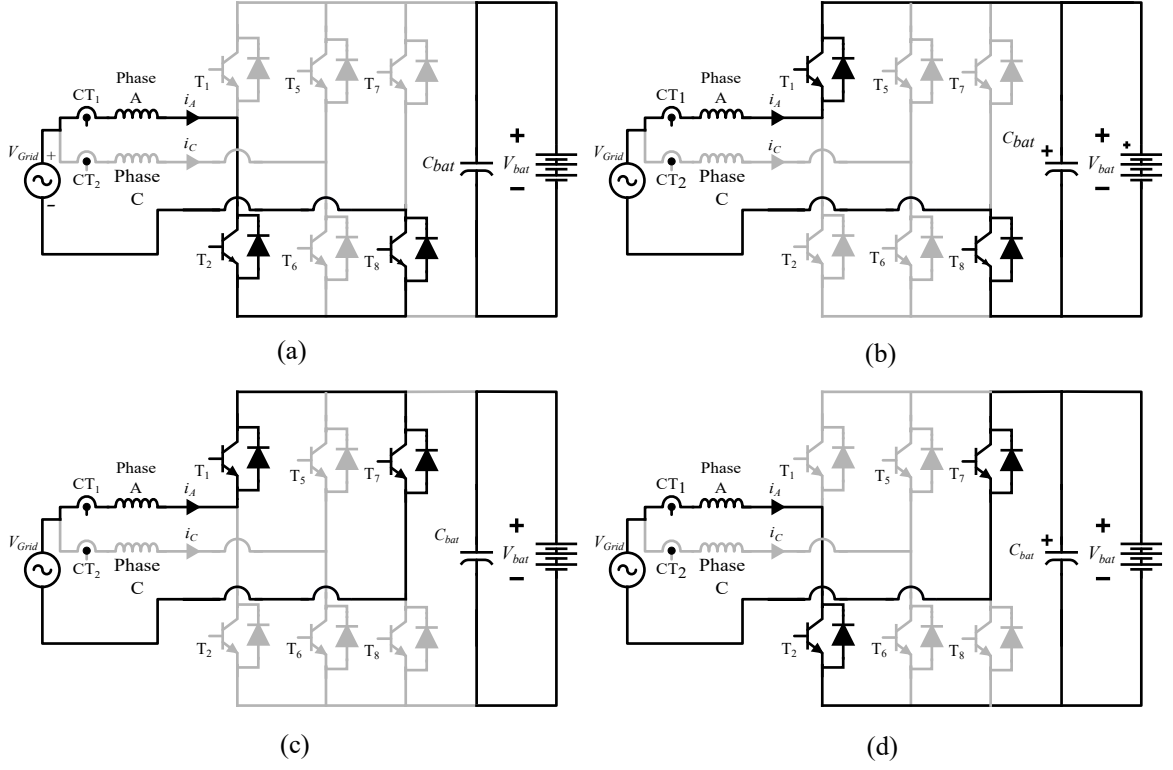 Phase
A
CT1
iA
VGrid
+
iC
CT2
Phase
C
−
T1
T5
T7
T2
T6
T8
Cbat
+
Vbat
−
(a)
Phase
A
CT1
iA
VGrid
iC
CT2
Phase
C
T1
T5
T7
T2
T6
T8
Cbat
+
+
Vbat
−
+
(b)
Phase
A
CT1
iA
VGrid
iC
CT2
Phase
C
T1
T5
T7
T2
T6
T8
Cbat
+
Vbat
−
(c)
Phase
A
CT1
iA
VGrid
iC
CT2
Phase
C
T1
T5
T7
T2
T6
T8
Cbat
+
+
Vbat
−
(d)